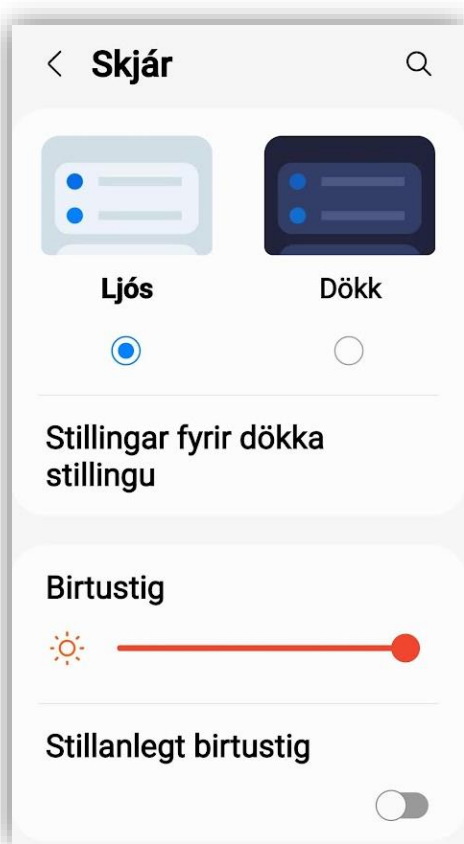 Skjár
Ljós
Dökk
Stillingar fyrir dökka
stillingu
Birtustig
Stillanlegt birtustig